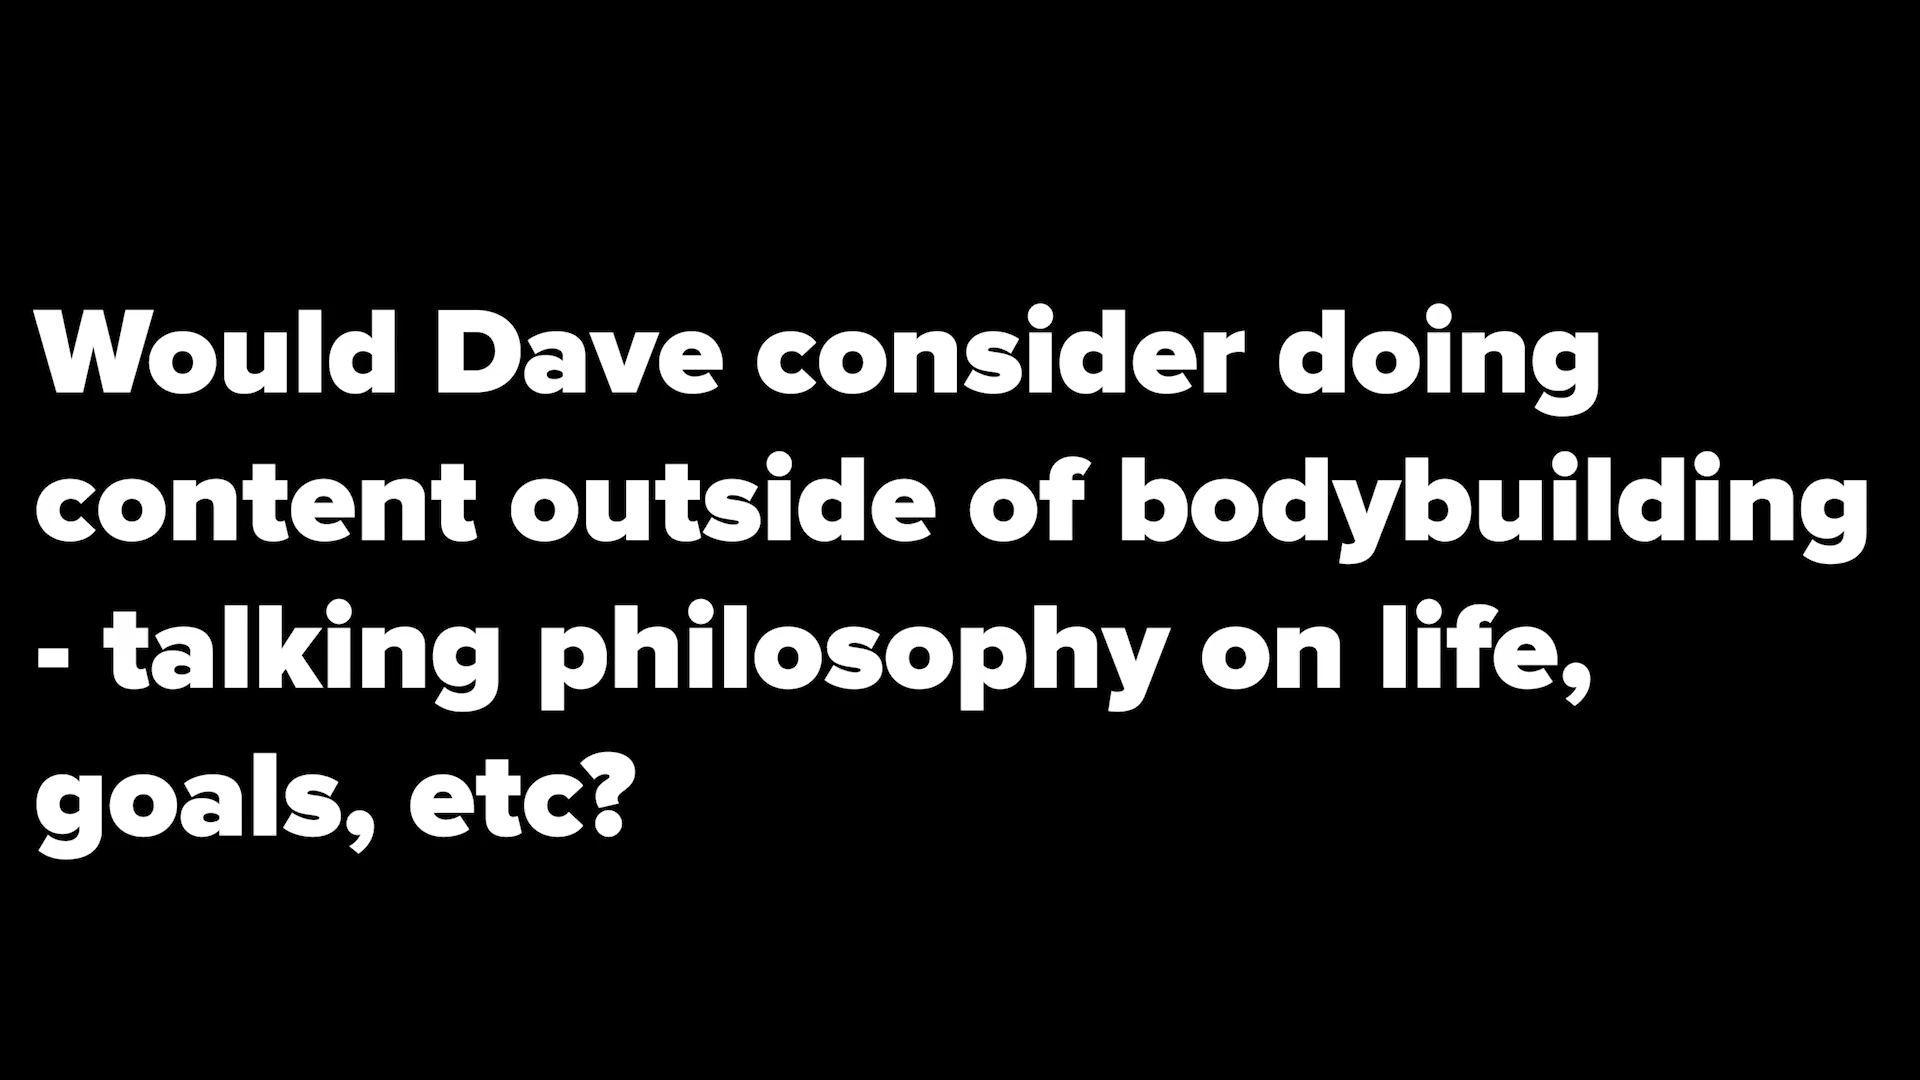 Would Dave consider doing
content outside of bodybuilding
- talking philosophy on life,
goals, etc?